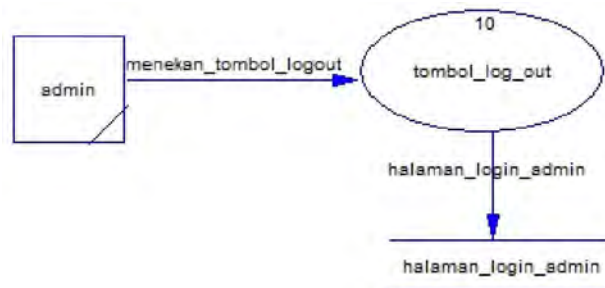 10
menekan_tombol_logout
admin
tombol_log_out
halaman_login_admin
halaman_login_admin